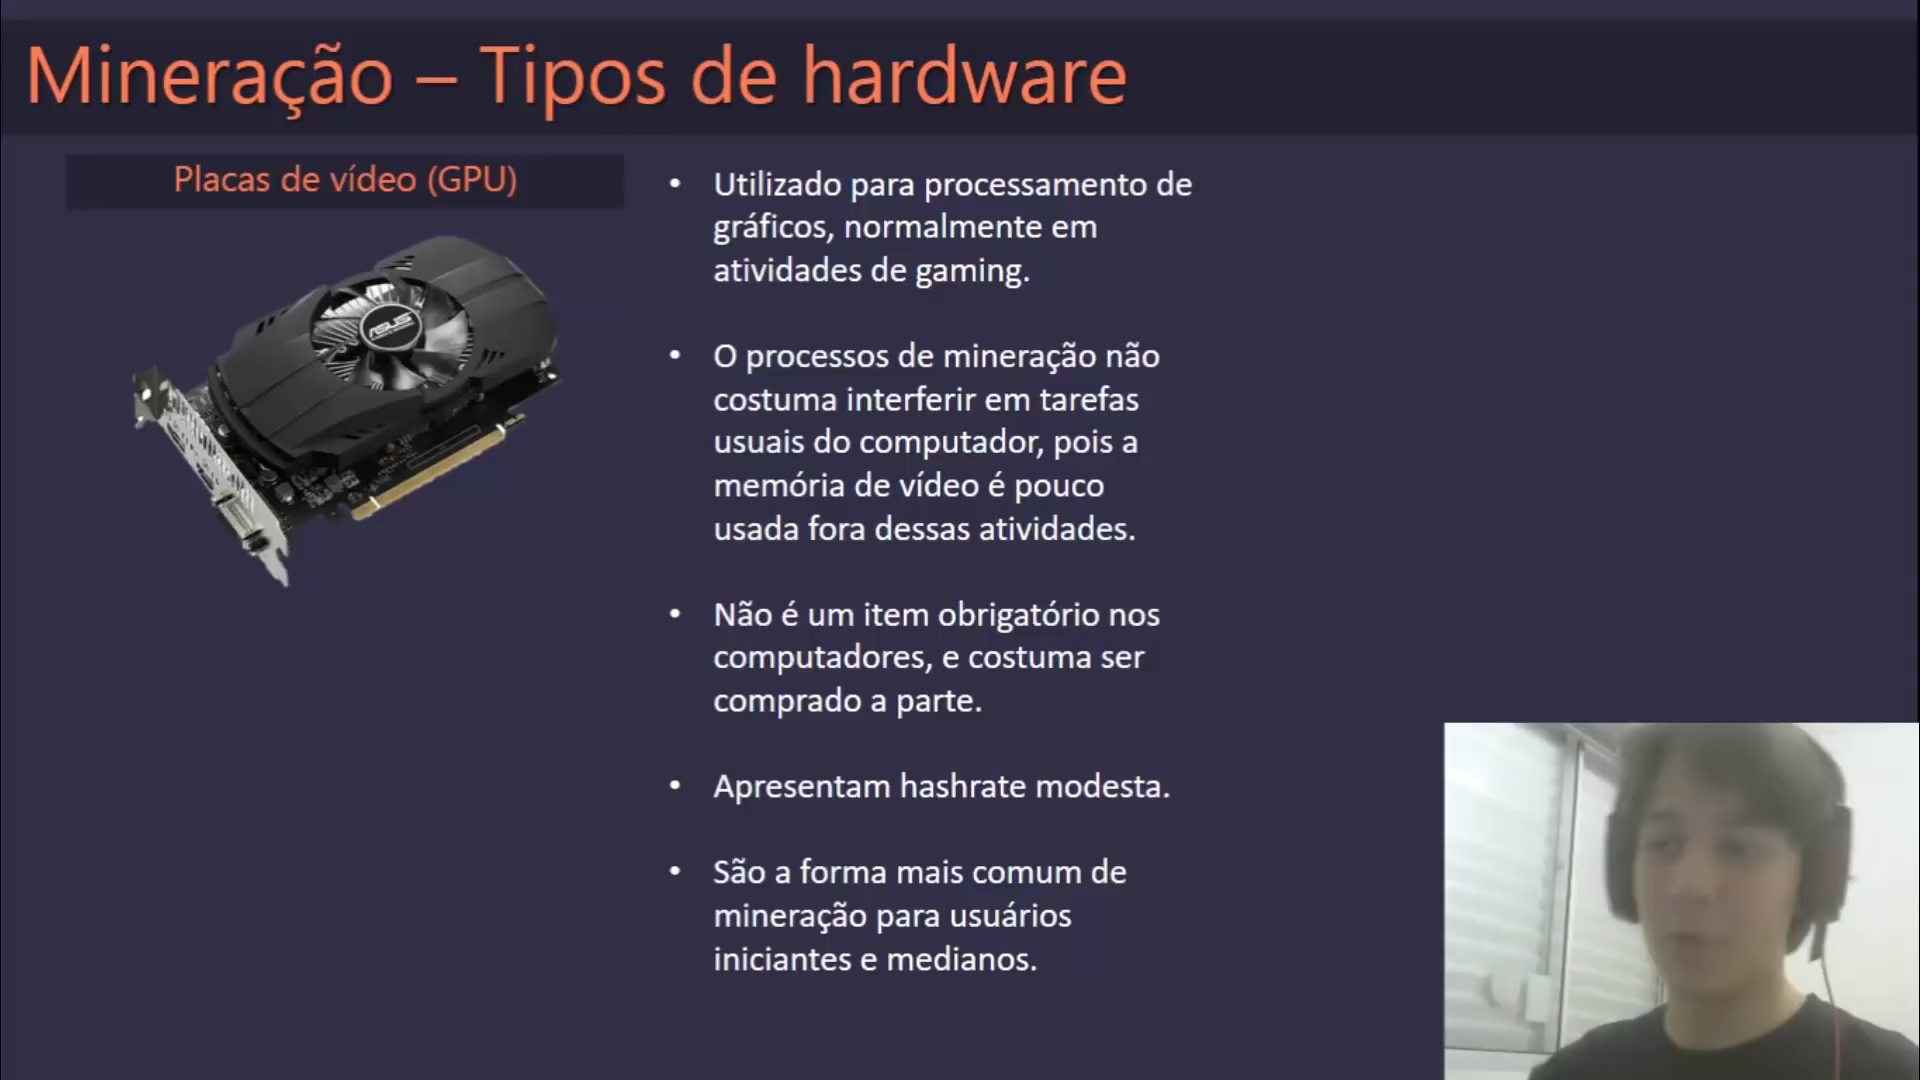 Mineração – Tipos de hardware
Placas de vídeo (GPU)
ASUS
• Utilizado para processamento de
gráficos, normalmente em
atividades de gaming.
• O processos de mineração não
costuma interferir em tarefas
usuais do computador, pois a
memória de vídeo é pouco
usada fora dessas atividades.
• Não é um item obrigatório nos
computadores, e costuma ser
comprado a parte.
• Apresentam hashrate modesta.
• São a forma mais comum de
mineração para usuários
iniciantes e medianos.